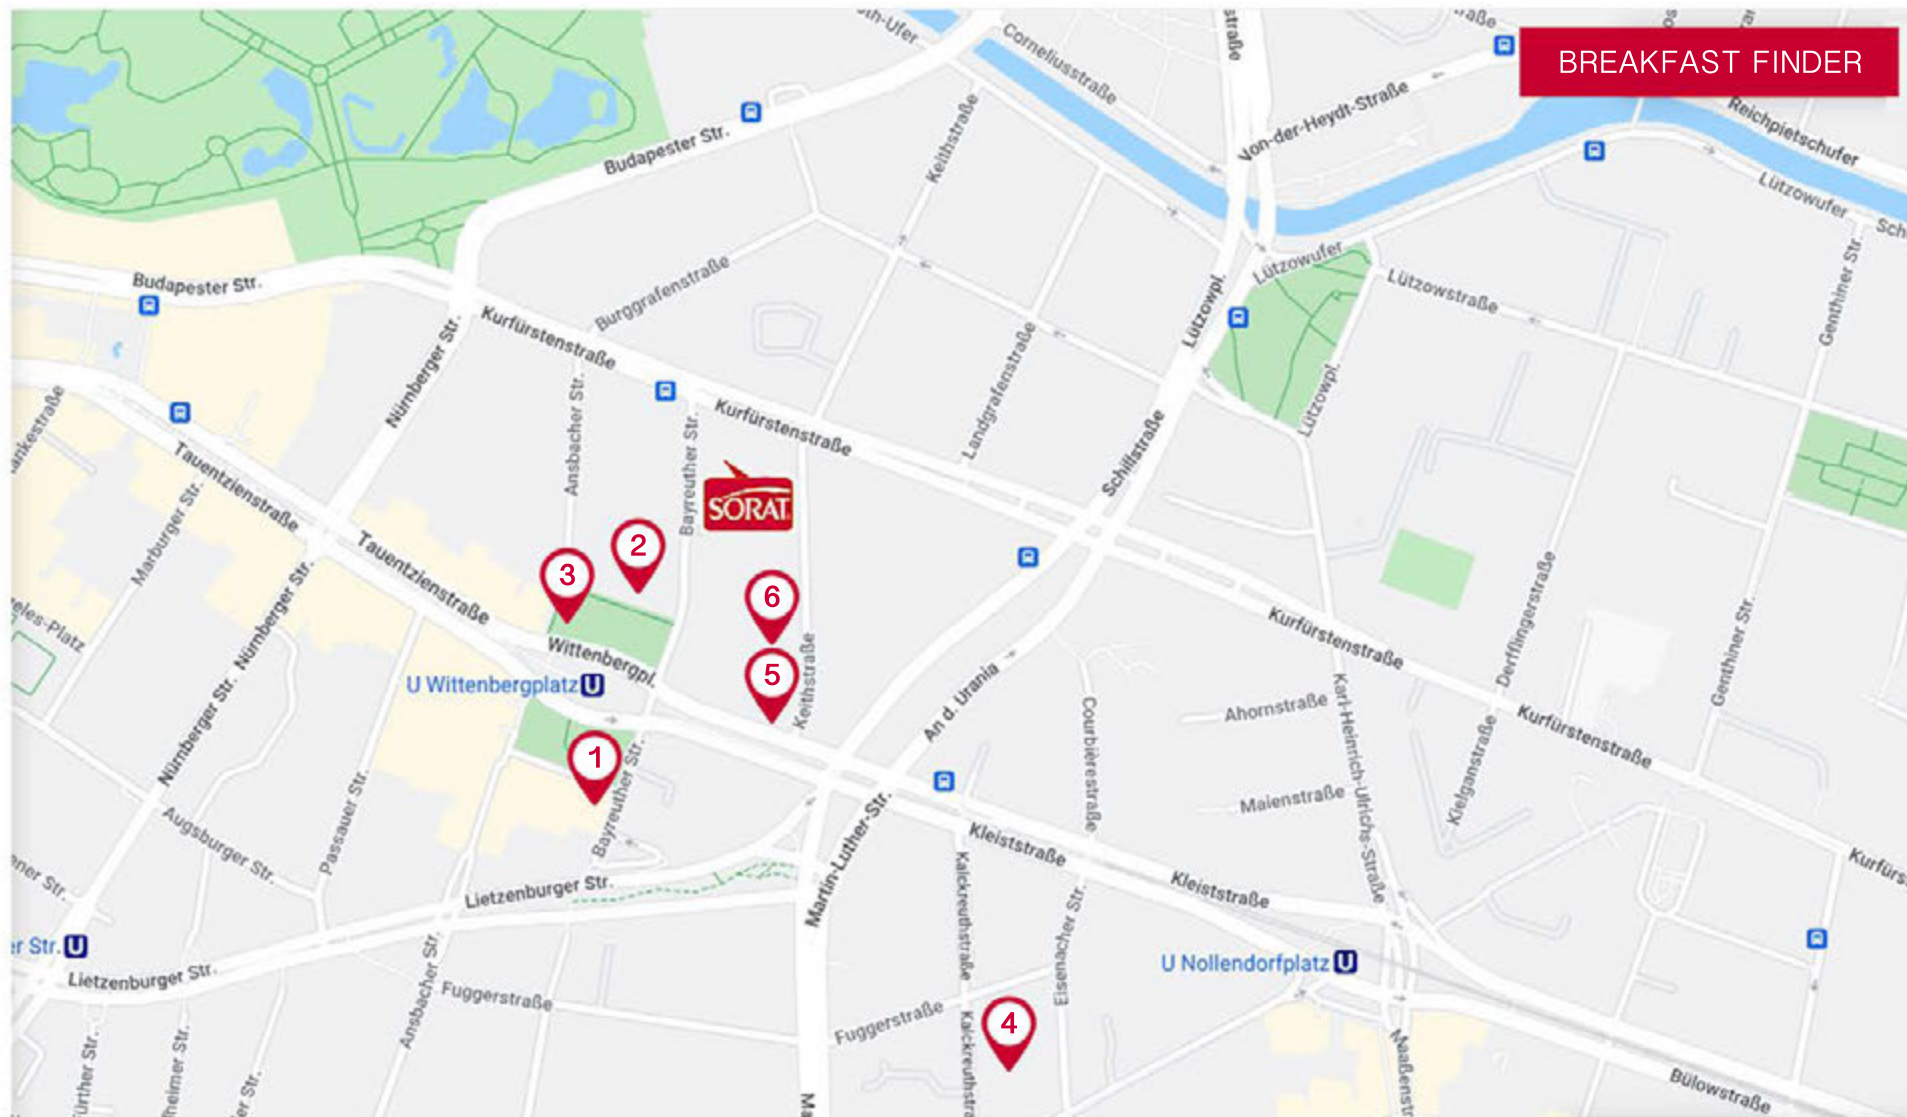 BREAKFAST FINDER
Corneliusstraße
Von-der-Heydt-Straße
Reichpietschufer
Budapester Str.
Keithstraße
Lützowufer
Lützowufer
Genthiner Str.
Budapester Str.
Burggrafenstraße
Kurfürstenstraße
Lützowpl.
Lützowstraße
Nürnberger Str.
Landgrafenstraße
Lützowpl.
Ansbacher Str.
Bayreuther Str.
Kurfürstenstraße
Schillstraße
Tauentzienstraße
Marburger Str.
SORAT
Tauentzienstraße
2
3
6
Nürnberger Str.
Wittenbergpl.
5
Keithstraße
U Wittenbergplatz U
Nürnberger Str.
An d. Urania
Kurfürstenstraße
Derfflingerstraße
Genthiner Str.
Ahornstraße
Karl-Heinrich-Ulrichs-Straße
Kurfürstenstraße
Courbièrestraße
1
Bayreuther Str.
Maienstraße
Kielganstraße
Augsburger Str.
Passauer Str.
Martin-Luther-Str.
Kleiststraße
Kleiststraße
Lietzenburger Str.
Kalckreuthstraße
Eisenacher Str.
Lietzenburger Str.
Ansbacher Str.
Fuggerstraße
U Nollendorfplatz U
Fuggerstraße
4
Bülowstraße